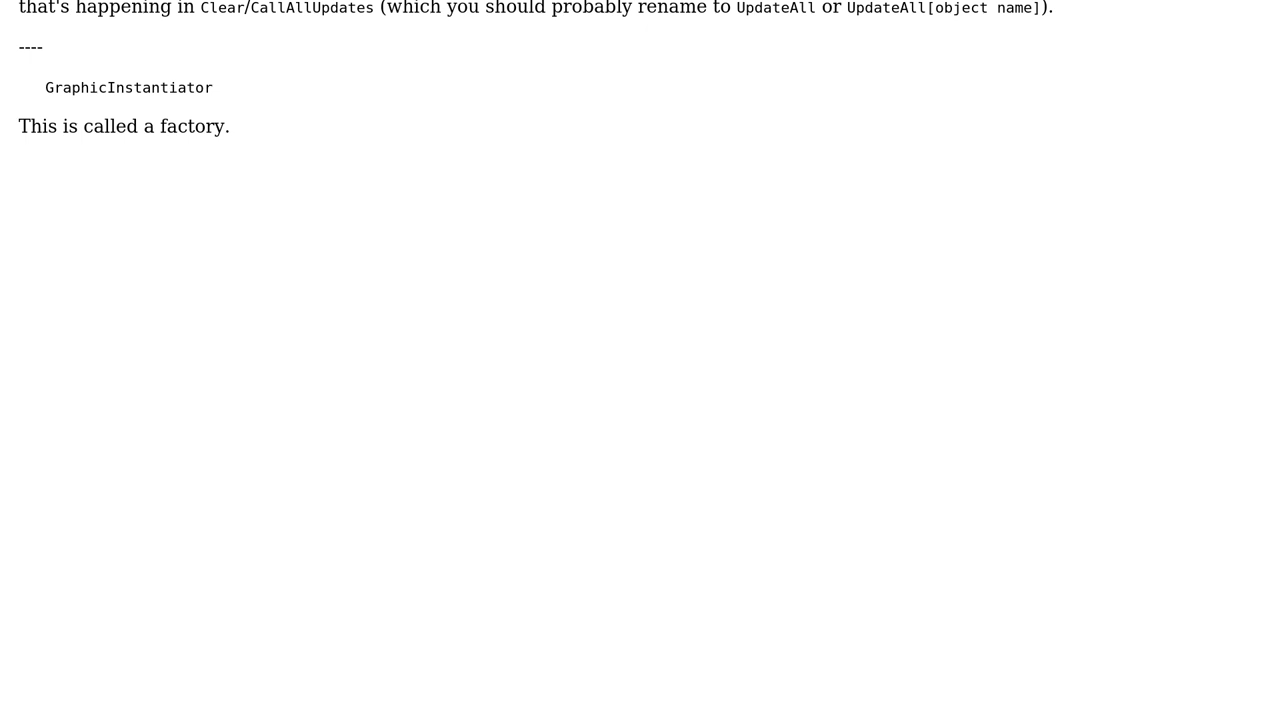 that's happening in Clear/CallAllUpdates (which you should probably rename to UpdateAll or UpdateAll[object name]).
----
GraphicInstantiator
This is called a factory.